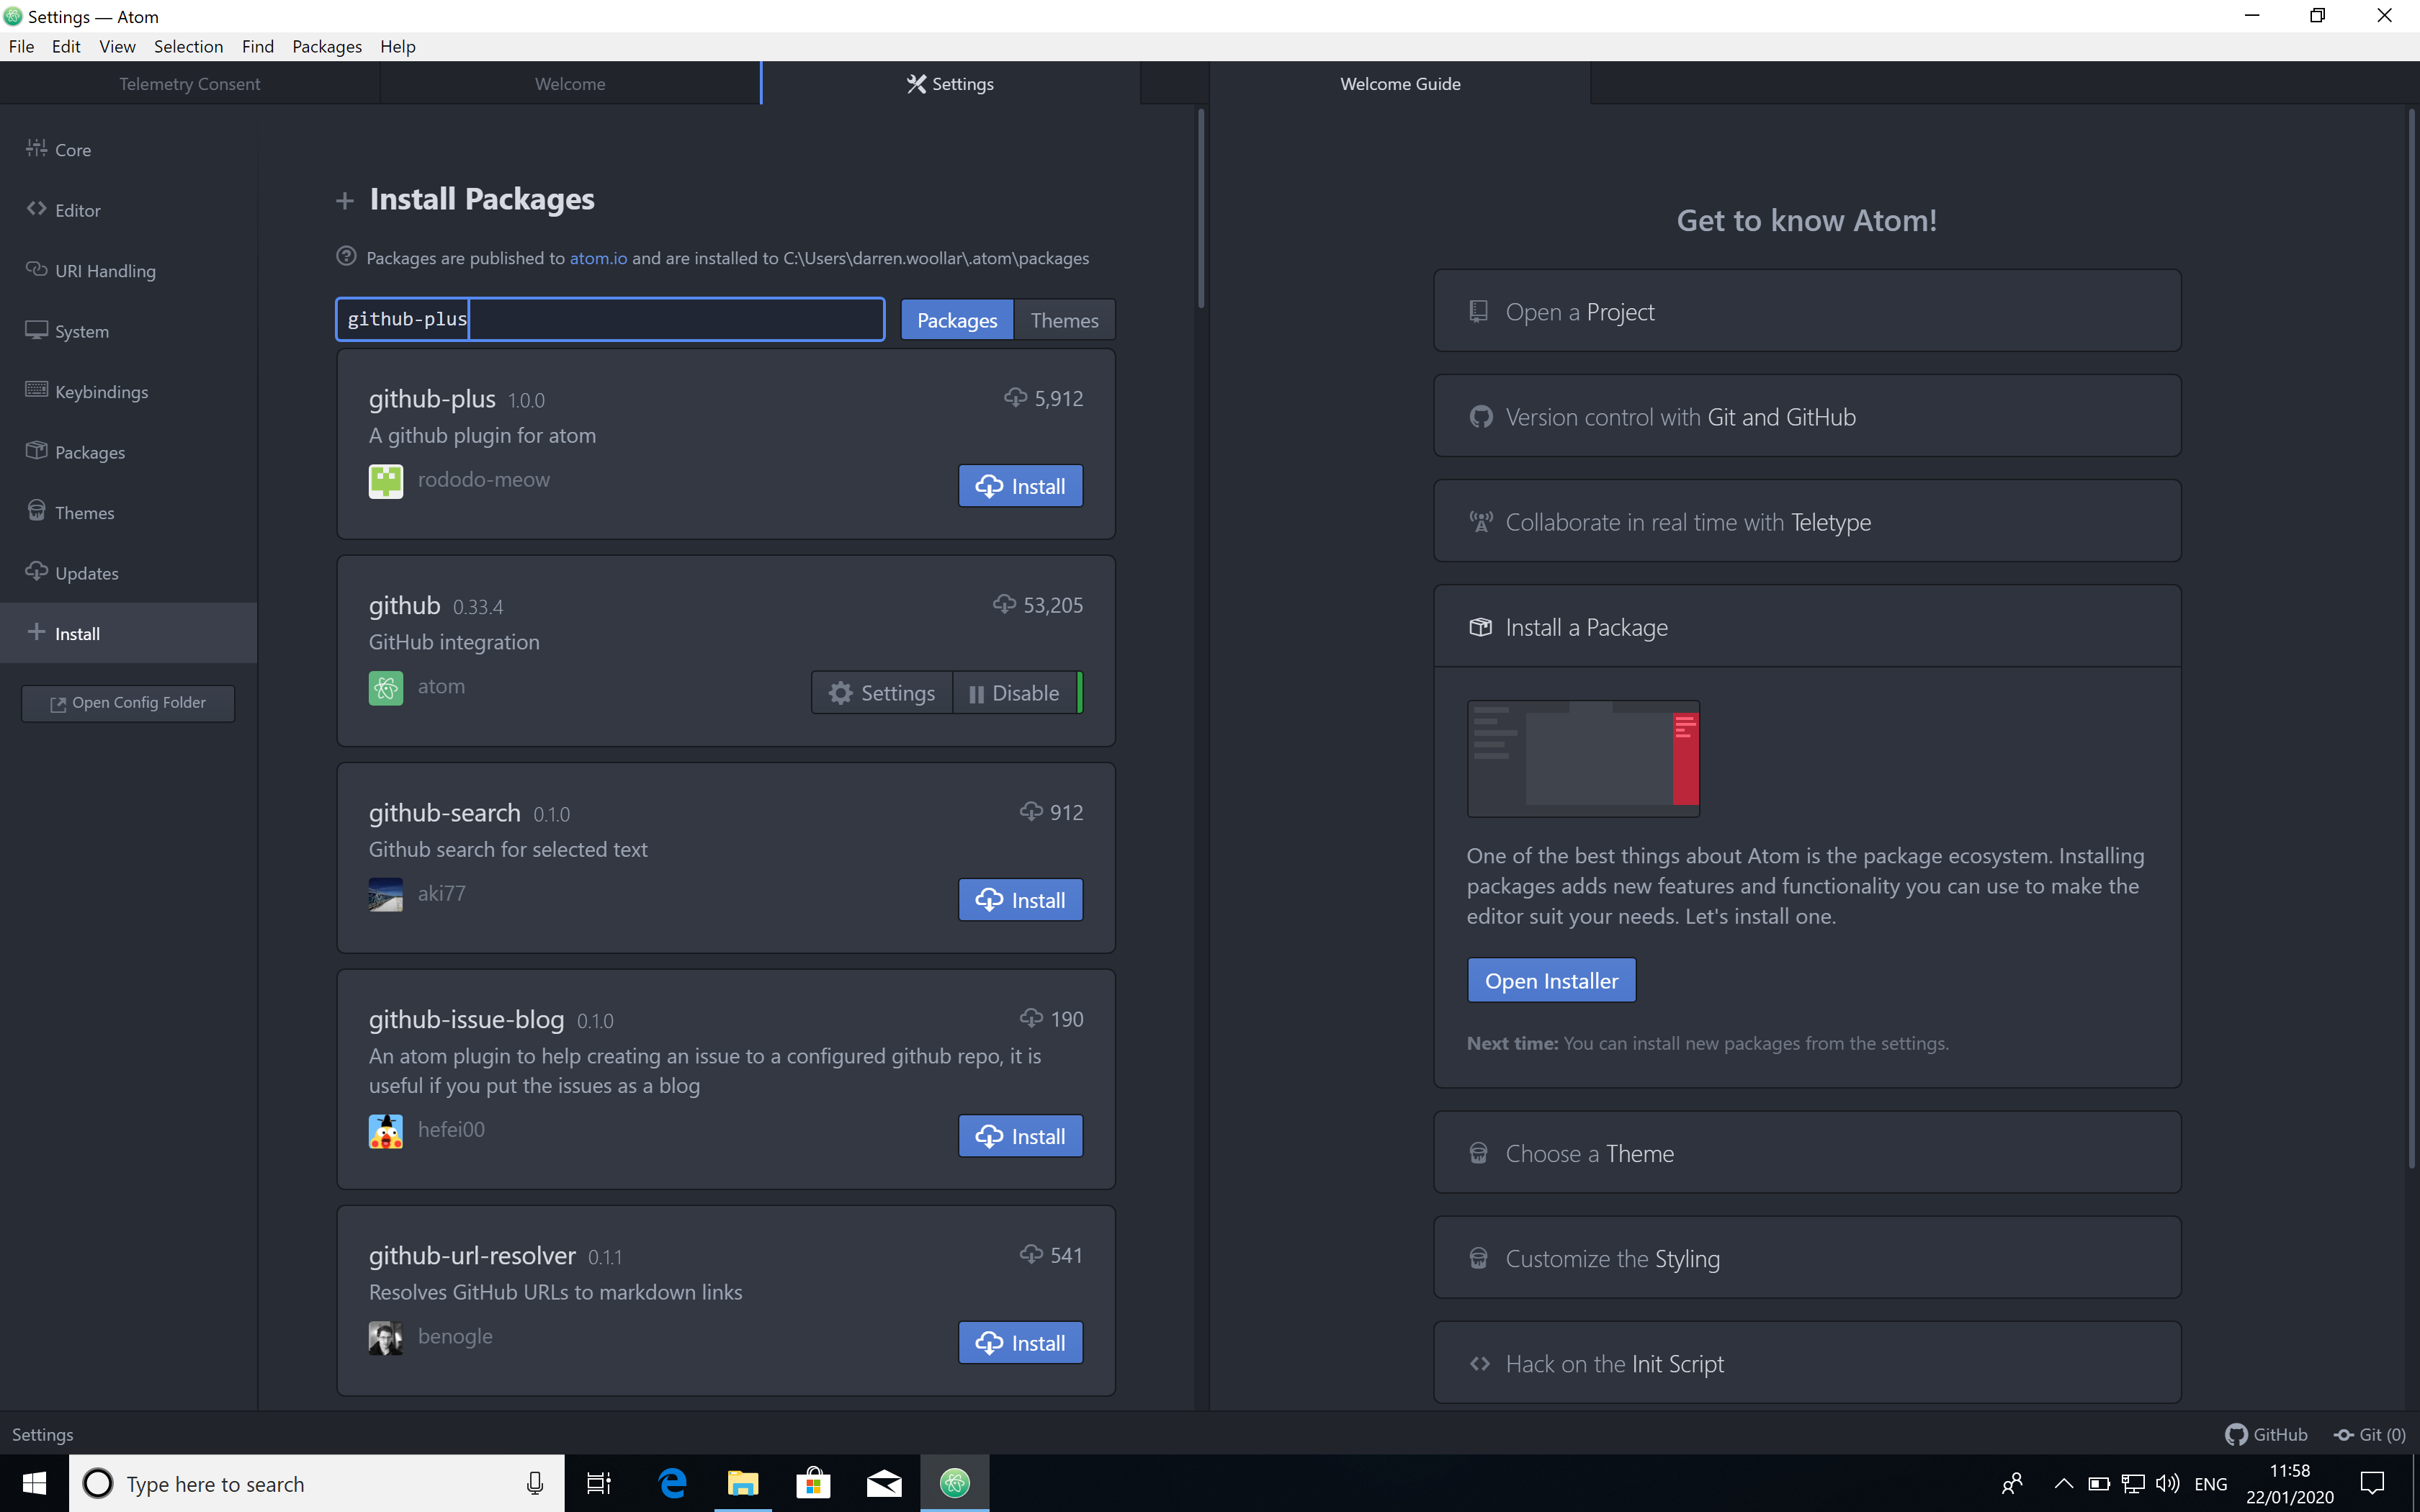 Settings — Atom
File Edit View Selection Find Packages Help
Telemetry Consent
Welcome
Settings
Welcome Guide
Core
Editor
URI Handling
System
Keybindings
Packages
Themes
Updates
Install
Open Config Folder
Install Packages
Packages are published to atom.io and are installed to C:\Users\darren.woollar\.atom\packages
github-plus
Packages
Themes
github-plus 1.0.0
5,912
A github plugin for atom
rododo-meow
Install
github 0.33.4
53,205
GitHub integration
atom
Settings
Disable
github-search 0.1.0
912
Github search for selected text
aki77
Install
github-issue-blog 0.1.0
190
An atom plugin to help creating an issue to a configured github repo, it is
useful if you put the issues as a blog
hefei00
Install
github-url-resolver 0.1.1
541
Resolves GitHub URLs to markdown links
benogle
Install
Get to know Atom!
Open a Project
Version control with Git and GitHub
Collaborate in real time with Teletype
Install a Package
One of the best things about Atom is the package ecosystem. Installing
packages adds new features and functionality you can use to make the
editor suit your needs. Let's install one.
Open Installer
Next time: You can install new packages from the settings.
Choose a Theme
Customize the Styling
Hack on the Init Script
Settings
GitHub
Git (0)
Type here to search
ENG
11:58
22/01/2020